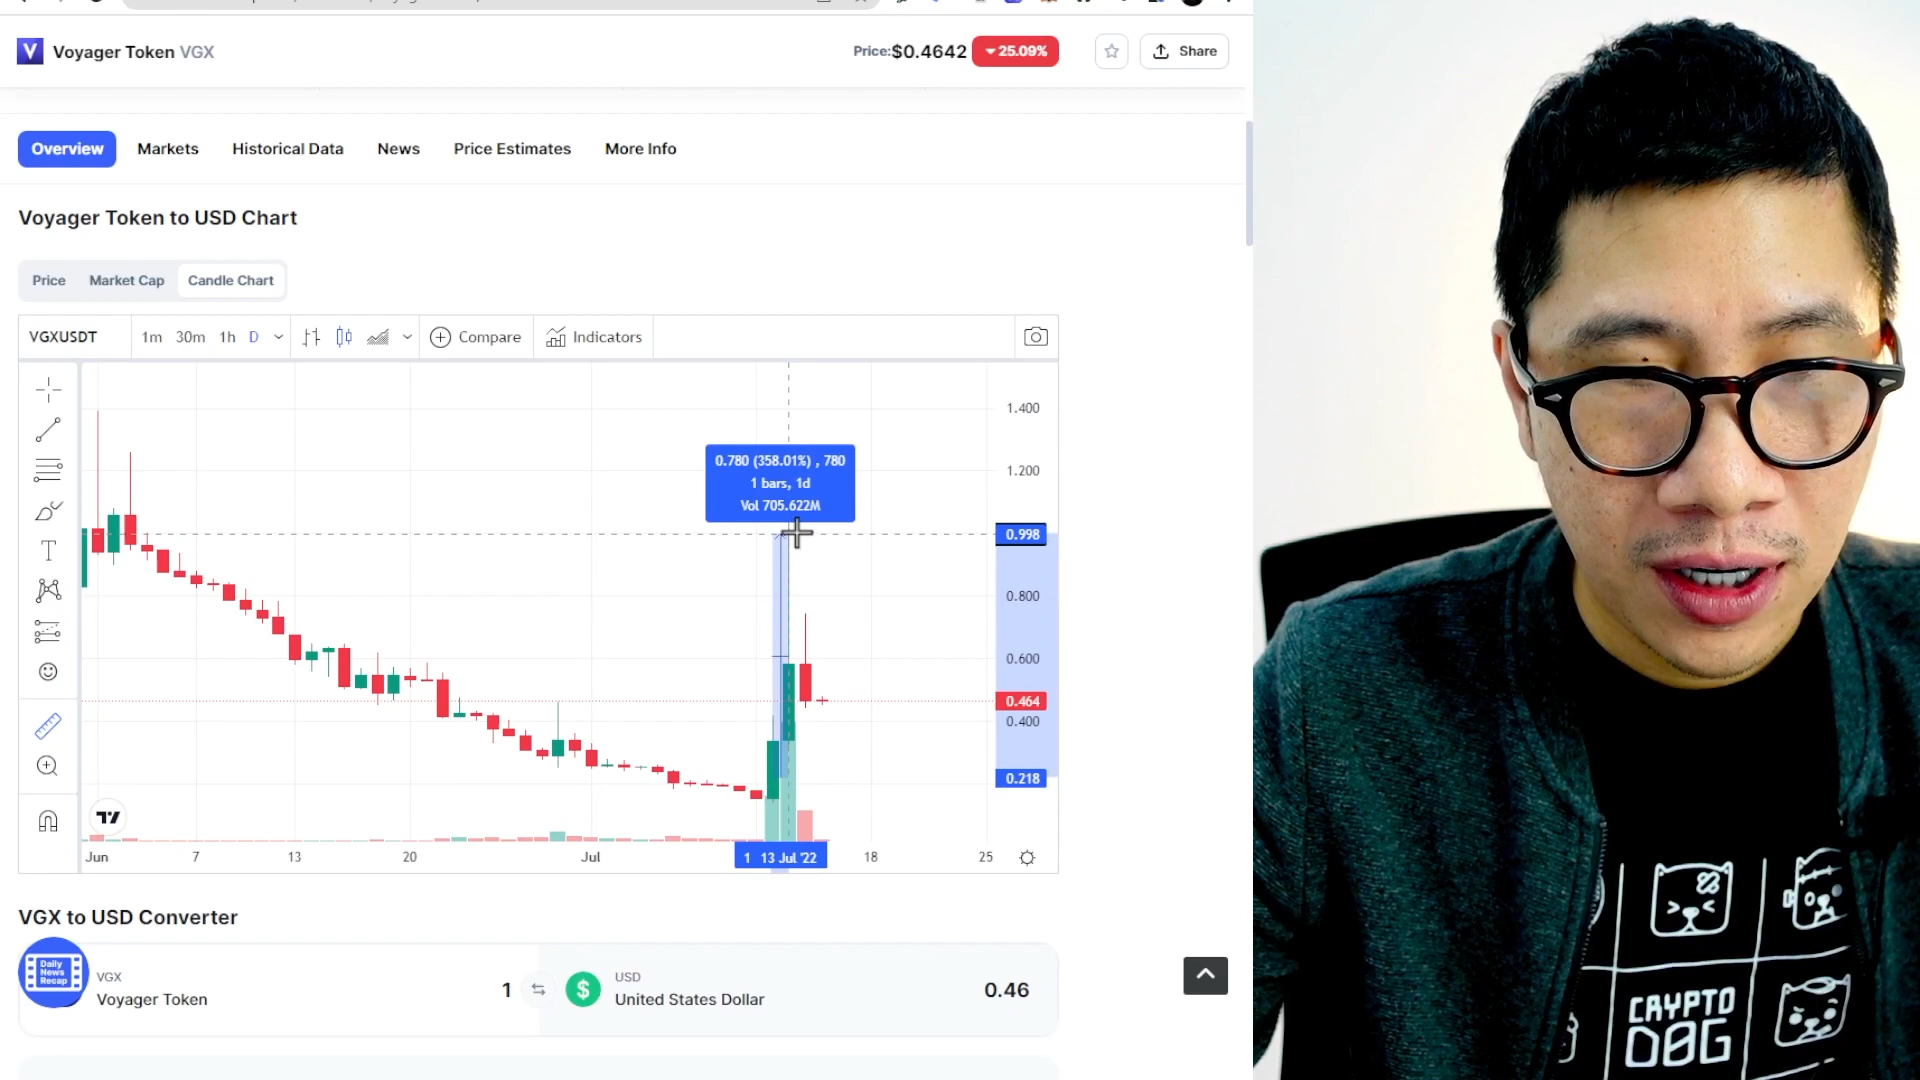 V Voyager Token VGX
Price:$0.4642 25.09%
Share
Overview Markets Historical Data News Price Estimates More Info
Voyager Token to USD Chart
Price Market Cap Candle Chart
VGXUSDT 1m 30m 1h D Compare Indicators
1.400
0.780 (358.01%) , 780
1 bars, 1d
Vol 705.622M
1.200
0.998
0.800
0.600
0.464
0.400
0.218
T
Jun 7 13 20 Jul 1 13 Jul '22 18 25
VGX to USD Converter
Daily
News
Recap
VGX
Voyager Token
1
$
USD
United States Dollar
0.46
CRYPTO
DOG